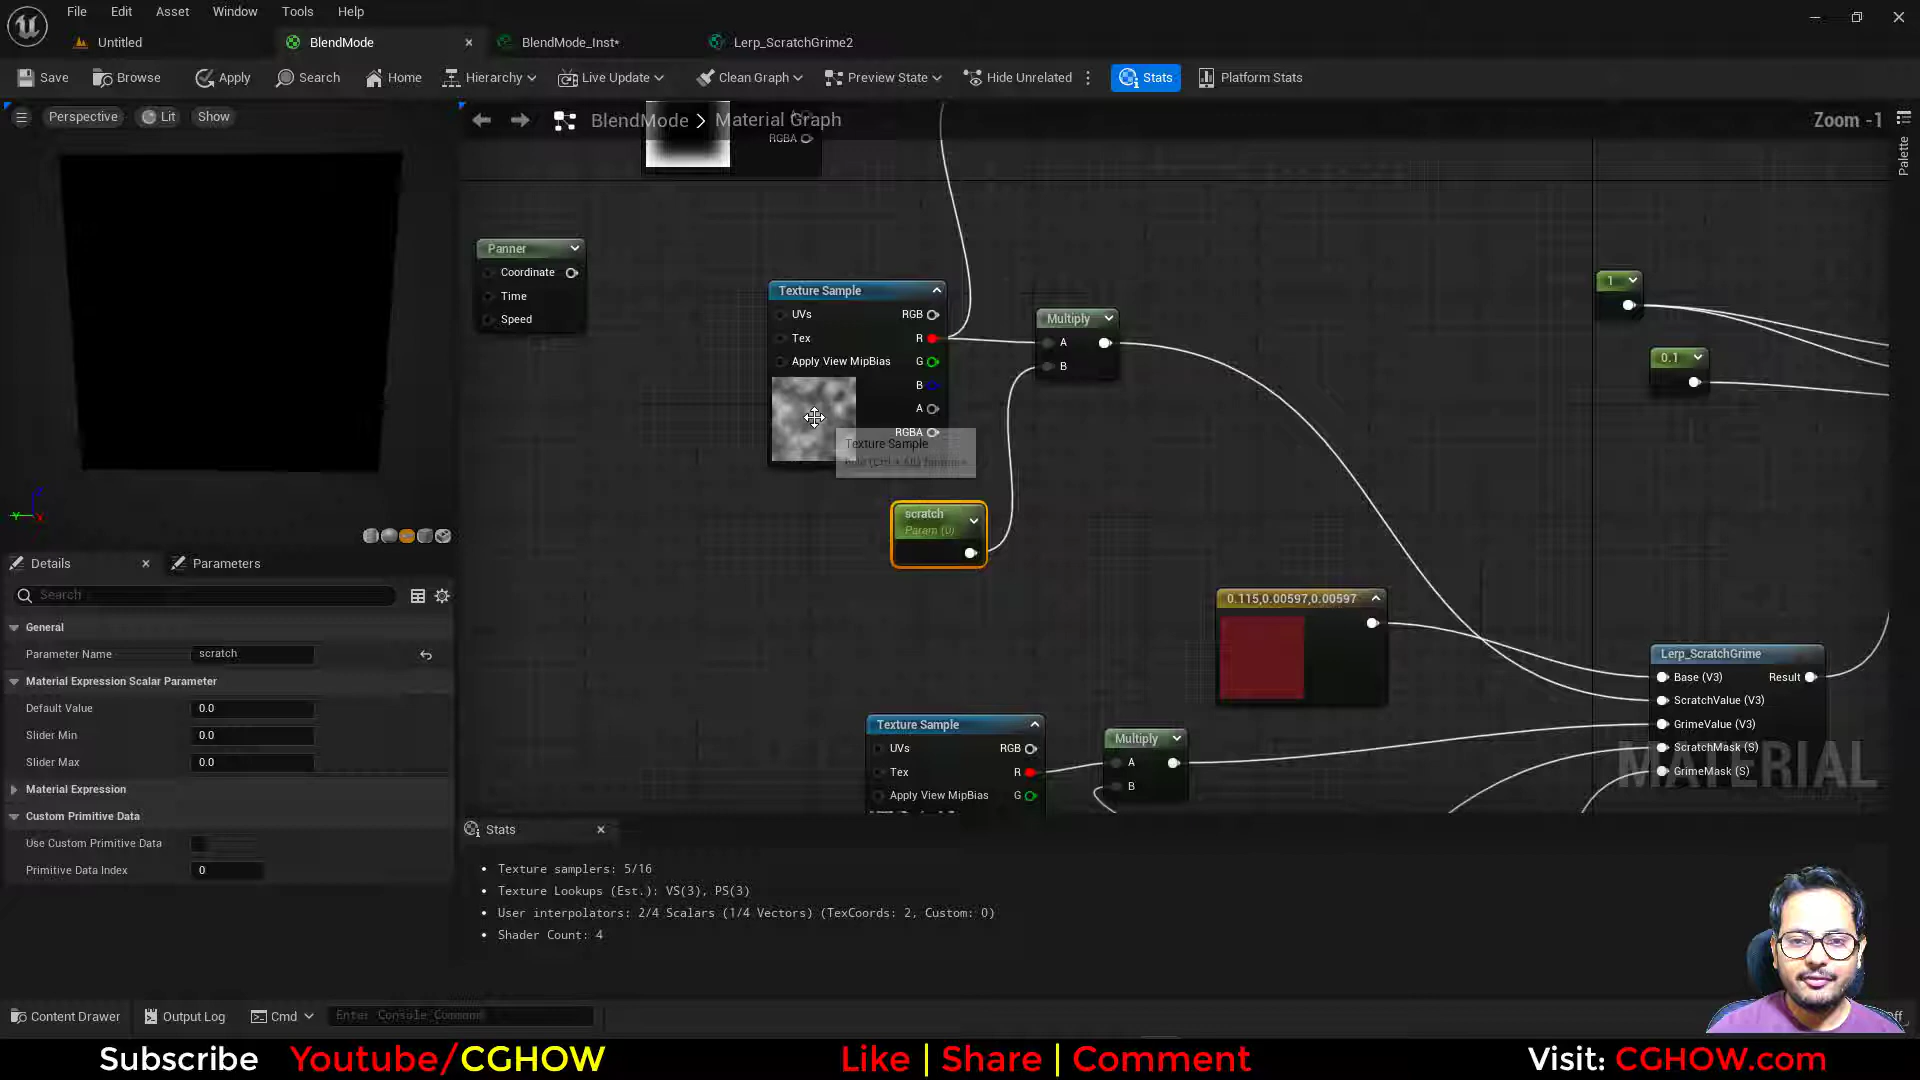 File Edit Asset Window Tools Help
Untitled BlendMode BlendMode_Inst* Lerp_ScratchGrime2
Save Browse Apply Search Home Hierarchy Live Update Clean Graph Preview State Hide Unrelated Stats Platform Stats
Perspective Lit Show
BlendMode > Material Graph
Zoom -1
Palette
RGBA
Panner
Coordinate
Time
Speed
Texture Sample
UVs RGB
Tex R
Apply View MipBias G
B
A
RGBA
Texture Sample
Multiply
A
B
1
0.1
scratch
Param (0)
0.115,0.00597,0.00597
Lerp_ScratchGrime
Base (V3) Result
ScratchValue (V3)
GrimeValue (V3)
ScratchMask (S)
GrimeMask (S)
MATERIAL
Texture Sample
UVs RGB
Tex R
Apply View MipBias G
Multiply
A
B
Details Parameters
Search
General
Parameter Name scratch
Material Expression Scalar Parameter
Default Value 0.0
Slider Min 0.0
Slider Max 0.0
Material Expression
Custom Primitive Data
Use Custom Primitive Data
Primitive Data Index 0
Stats
Texture samplers: 5/16
Texture Lookups (Est.): VS(3), PS(3)
User interpolators: 2/4 Scalars (1/4 Vectors) (TexCoords: 2, Custom: 0)
Shader Count: 4
Content Drawer Output Log Cmd Enter Console Command
Subscribe Youtube/CGHOW Like | Share | Comment Visit: CGHOW.com